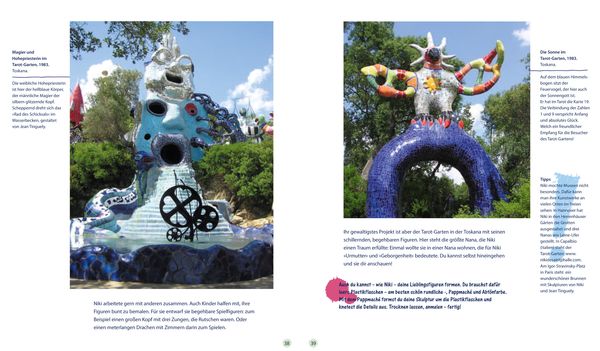 Magier und
Hohepriesterin im
Tarot-Garten, 1983.
Toskana.
Die weibliche Hohepriesterin
ist hier der hellblaue Körper,
der männliche Magier der
silbern-glitzernde Kopf.
Scheppernd dreht sich das
»Rad des Schicksals« im
Wasserbecken, gestaltet
von Jean Tinguely.
Niki arbeitete gern mit anderen zusammen. Auch Kinder halfen mit, ihre
Figuren bunt zu bemalen. Für sie entwarf sie begehbare Spielfiguren: zum
Beispiel einen großen Kopf mit drei Zungen, die Rutschen waren. Oder
einen meterlangen Drachen mit Zimmern darin zum Spielen.
38
39
Ihr gewaltigstes Projekt ist aber der Tarot-Garten in der Toskana mit seinen
schillernden, begehbaren Figuren. Hier steht die größte Nana, die Niki
einen Traum erfüllte: Einmal wollte sie in einer Nana wohnen, die für Niki
»Urmutter« und »Geborgenheit« bedeutete. Du kannst selbst hineingehen
und sie dir anschauen!
Auch du kannst – wie Niki – deine Lieblingsfiguren formen. Du brauchst dafür
leere Plastikflaschen – am besten schön rundliche –, Pappmaché und Abtönfarbe.
Mit dem Pappmaché formst du deine Skulptur um die Plastikflaschen und
knetest die Details aus. Trocknen lassen, anmalen – fertig!
Die Sonne im
Tarot-Garten, 1983.
Toskana.
Auf dem blauen Himmels-
bogen sitzt der
Feuervogel, der hier auch
der Sonnengott ist.
Er hat im Tarot die Karte 19.
Die Verbindung der Zahlen
1 und 9 verspricht Anfang
und absolutes Glück.
Welch ein freundlicher
Empfang für die Besucher
des Tarot-Gartens!
Tipp:
Niki mochte Museen nicht
besonders. Dafür kann
man ihre Kunstwerke an
vielen Orten im Freien
sehen. In Hannover hat
Niki in den Herrenhäuser
Gärten die Grotten
ausgestaltet und drei
Nanas am Leine-Ufer
gestellt. In Capalbio
(Italien) steht der
Tarot-Garten: www.
nikidesaintphalle.com.
Am Igor-Stravinsky-Platz
in Paris steht ein
wunderschöner Brunnen
mit Skulpturen von Niki
und Jean Tinguely.